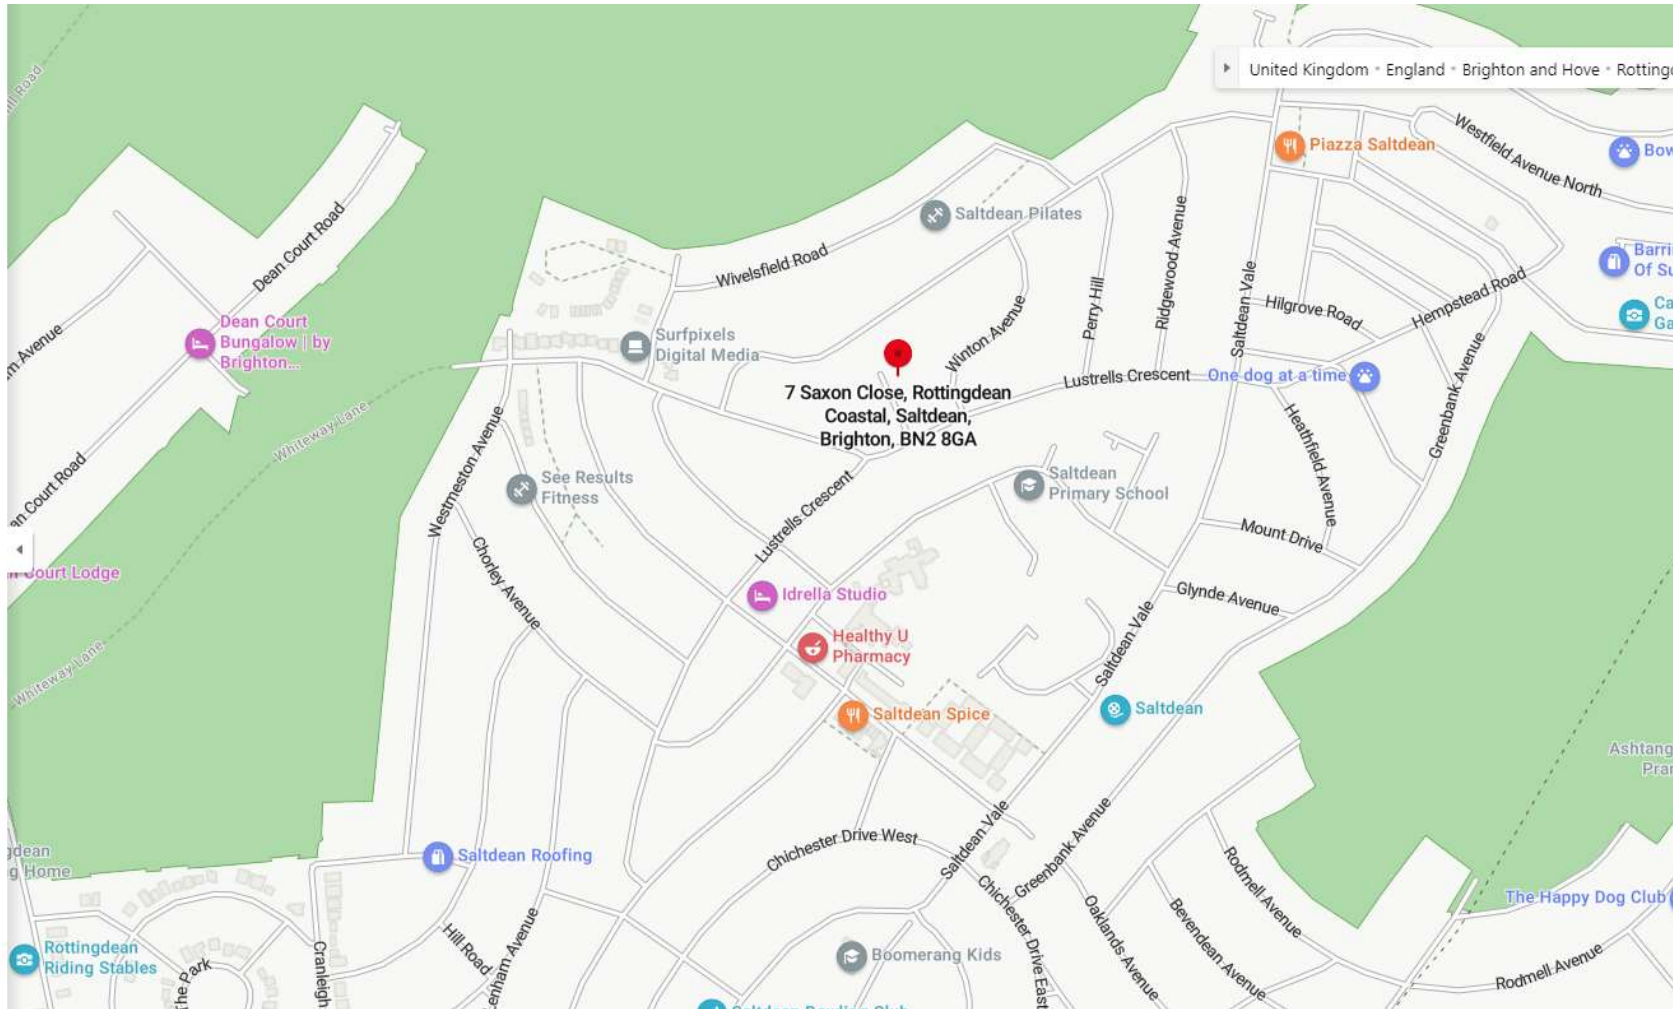 United Kingdom • England • Brighton and Hove •
Piazza Saltdean
Westfield Avenue North
Saltdean Pilates
Dean Court Road
Wivelsfield Road
Ridgewood Avenue
Saltdean Vale
Hilgrove Road
Hempstead Road
Perry Hill
Winton Avenue
Dean Court
Bungalow | by
Brighton...
Surfpixels
Digital Media
Lustrells Crescent
One dog at a time
7 Saxon Close, Rottingdean
Coastal, Saltdean,
Brighton, BN2 8GA
Greenbank Avenue
Heathfield Avenue
Whiteway Lane
Westmeston Avenue
See Results
Fitness
Saltdean
Primary School
Court Road
Lustrells Crescent
Mount Drive
Chorley Avenue
Court Lodge
Idrella Studio
Glynde Avenue
Healthy U
Pharmacy
Saltdean Vale
Whiteway Lane
Saltdean Spice
Saltdean
Saltdean Vale
Chichester Drive West
Greenbank Avenue
Saltdean Roofing
Home
Rodmell Avenue
Chichester Drive East
Oaklands Avenue
Bevendean Avenue
The Happy Dog Club
Rottingdean
Riding Stables
Park
Cranleigh
Hill Road
Avenue
Boomerang Kids
Rodmell Avenue